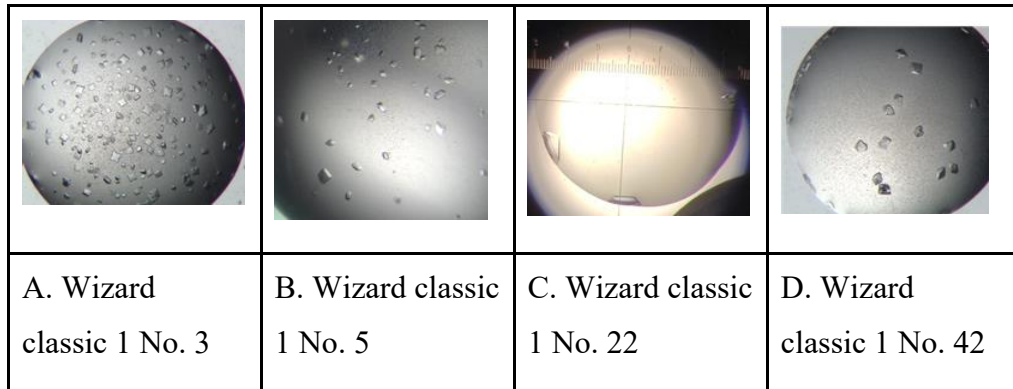 A. Wizard
classic 1 No. 3
B. Wizard classic
1 No. 5
C. Wizard classic
1 No. 22
D. Wizard
classic 1 No. 42